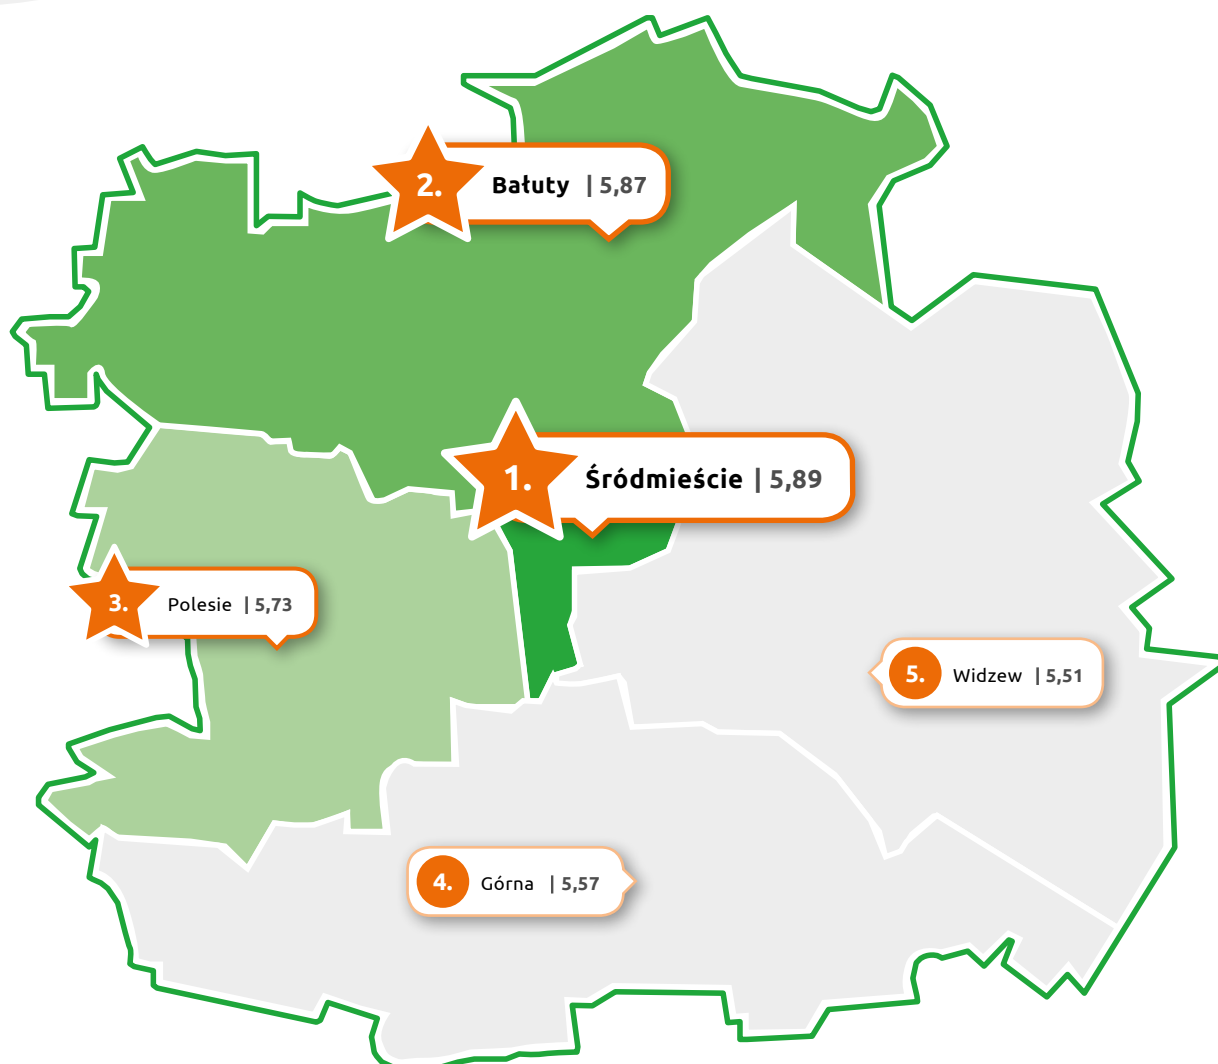 2. Bałuty | 5,87
1. Śródmieście | 5,89
3. Polesie | 5,73
5. Widzew | 5,51
4. Górna | 5,57